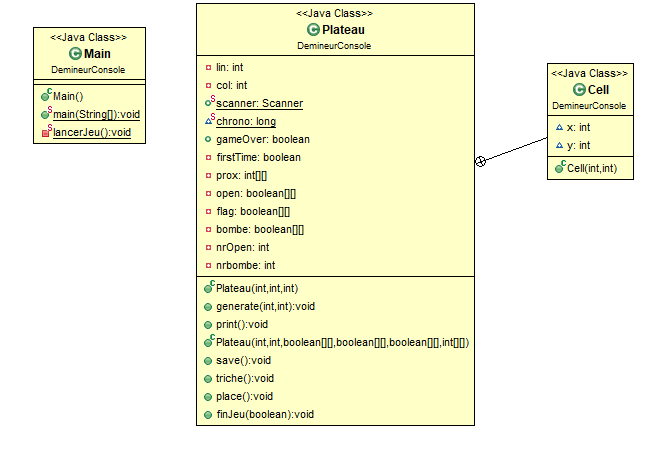 <<Java Class>>
Main
DemineurConsole
Main()
main(String[]):void
lancerJeu():void
<<Java Class>>
Plateau
DemineurConsole
lin: int
col: int
scanner: Scanner
chrono: long
gameOver: boolean
firstTime: boolean
prox: int[][]
open: boolean[][]
flag: boolean[][]
bombe: boolean[][]
nrOpen: int
nrbombe: int
Plateau(int,int,int)
generate(int,int):void
print():void
Plateau(int,int,boolean[][],boolean[][],boolean[][],int[][])
save():void
triche():void
place():void
finJeu(boolean):void
<<Java Class>>
Cell
DemineurConsole
x: int
y: int
Cell(int,int)